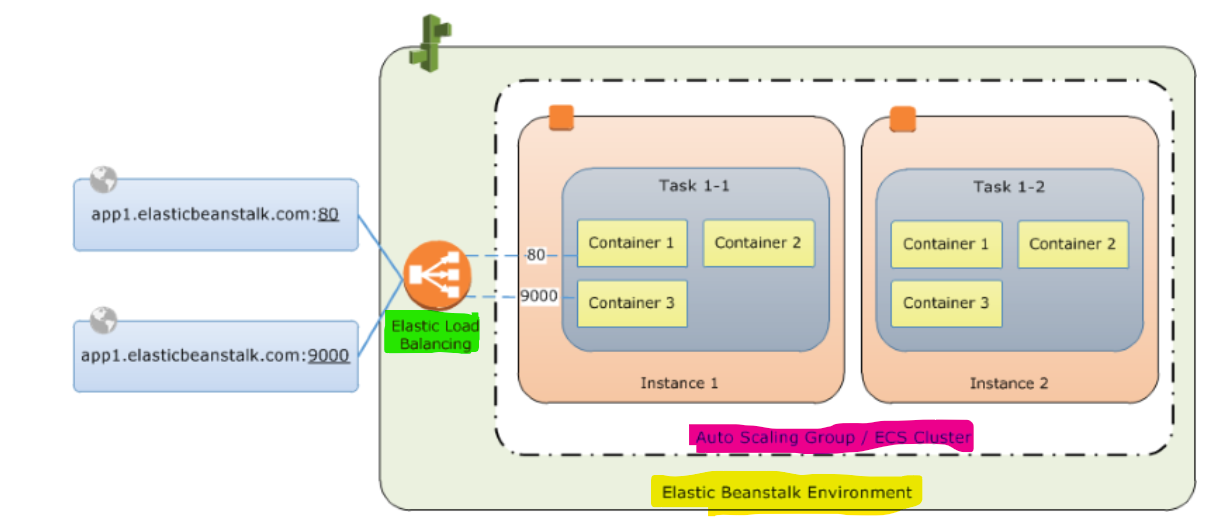 app1.elasticbeanstalk.com:80
app1.elasticbeanstalk.com:9000
Elastic Load
Balancing
80
9000
Task 1-1
Container 1
Container 2
Container 3
Instance 1
Task 1-2
Container 1
Container 2
Container 3
Instance 2
Auto Scaling Group / ECS Cluster
Elastic Beanstalk Environment